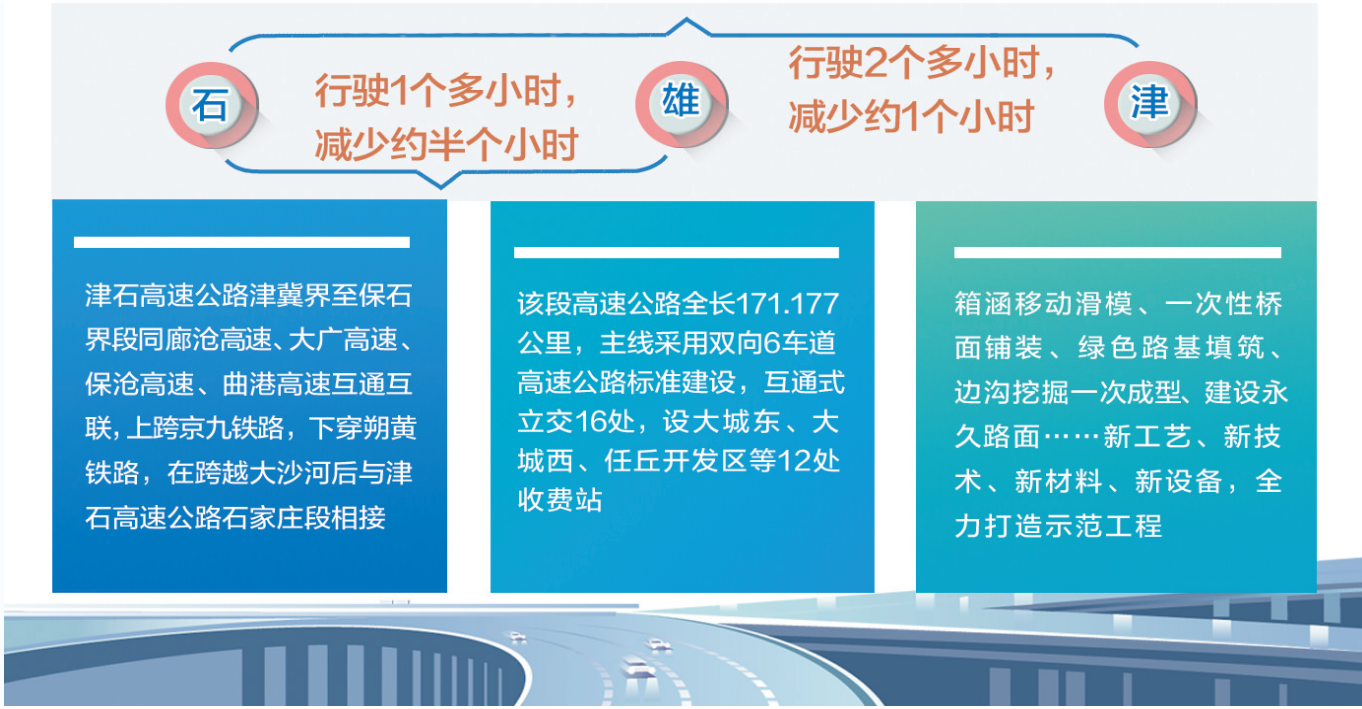 石
行驶1个多小时，
减少约半个小时
雄
行驶2个多小时，
减少约1个小时
津
津石高速公路津冀界至保石
界段同廊沧高速、大广高速、
保沧高速、曲港高速互通互
联，上跨京九铁路，下穿朔黄
铁路，在跨越大沙河后与津
石高速公路石家庄段相接
该段高速公路全长171.177
公里，主线采用双向6车道
高速公路标准建设，互通式
立交16处，设大城东、大
城西、任丘开发区等12处
收费站
箱涵移动滑模、一次性桥
面铺装、绿色路基填筑、
边沟挖掘一次成型、建设永
久路面……新工艺、新技
术、新材料、新设备，全
力打造示范工程